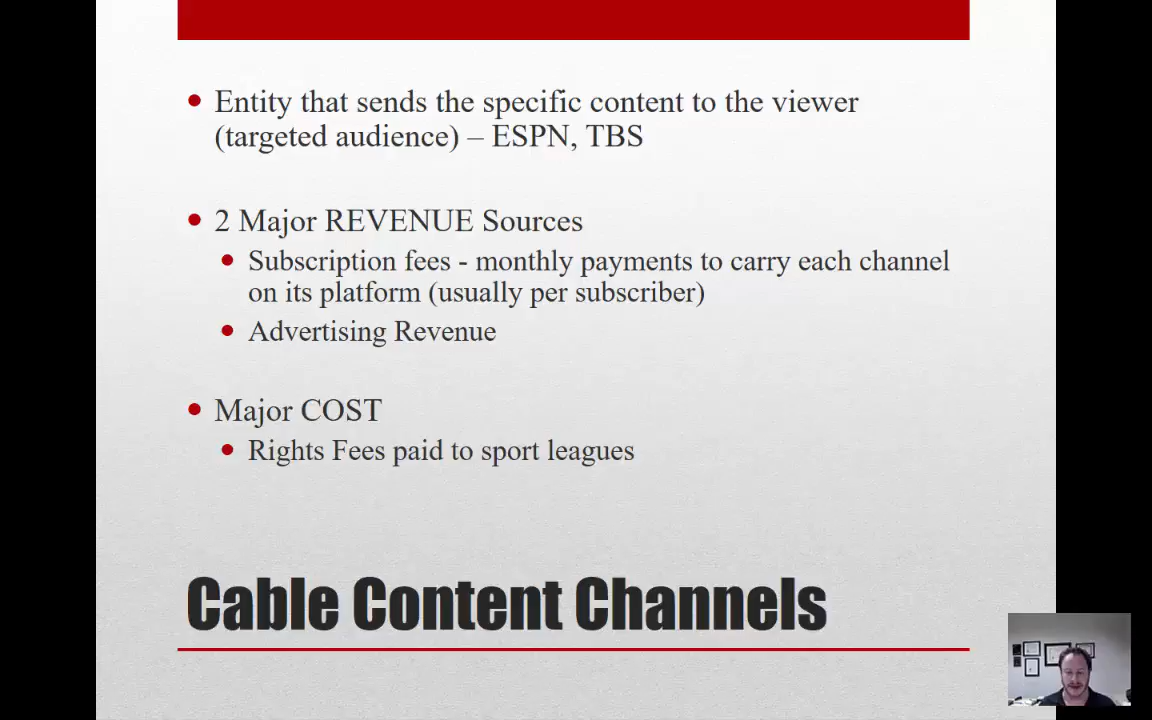 Entity that sends the specific content to the viewer
(targeted audience) – ESPN, TBS
2 Major REVENUE Sources
Subscription fees - monthly payments to carry each channel
on its platform (usually per subscriber)
Advertising Revenue
Major COST
Rights Fees paid to sport leagues
Cable Content Channels